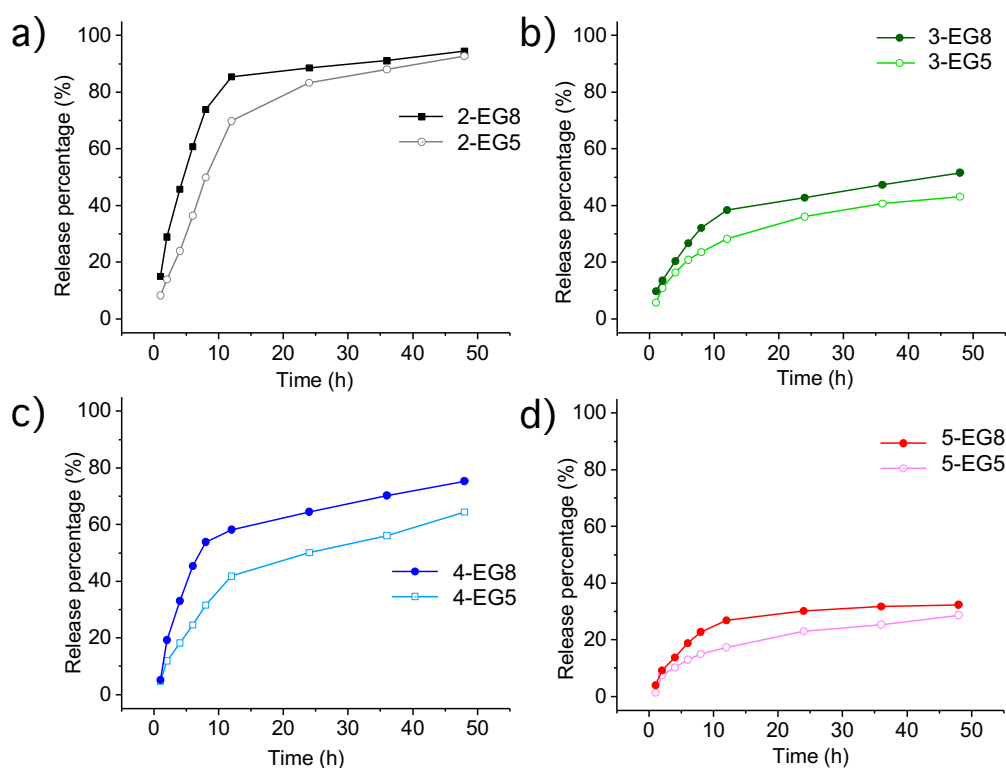 a)
Release percentage (%)
100
80
60
40
20
0
2-EG8
2-EG5
0 10 20 30 40 50
Time (h)
b)
Release percentage (%)
100
80
60
40
20
0
3-EG8
3-EG5
0 10 20 30 40 50
Time (h)
c)
Release percentage (%)
100
80
60
40
20
0
4-EG8
4-EG5
0 10 20 30 40 50
Time (h)
d)
Release percentage (%)
100
80
60
40
20
0
5-EG8
5-EG5
0 10 20 30 40 50
Time (h)